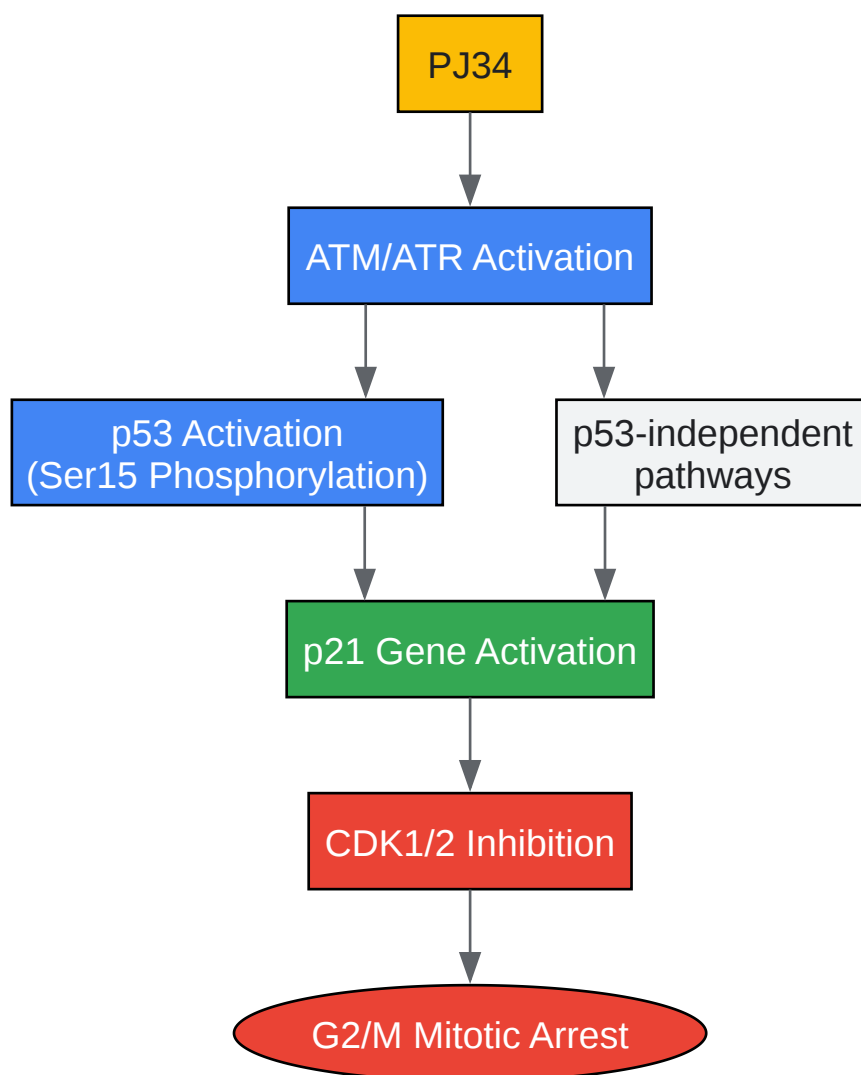 PJ34
ATM/ATR Activation
p53 Activation
(Ser15 Phosphorylation)
p53-independent
pathways
p21 Gene Activation
CDK1/2 Inhibition
G2/M Mitotic Arrest